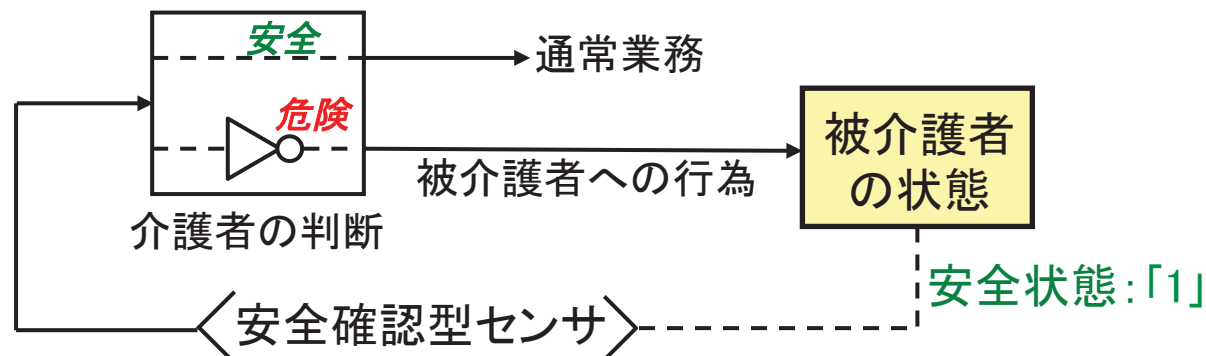 安全
通常業務
危険
被介護者
の状態
被介護者への行為
介護者の判断
安全状態:「1」
安全確認型センサ